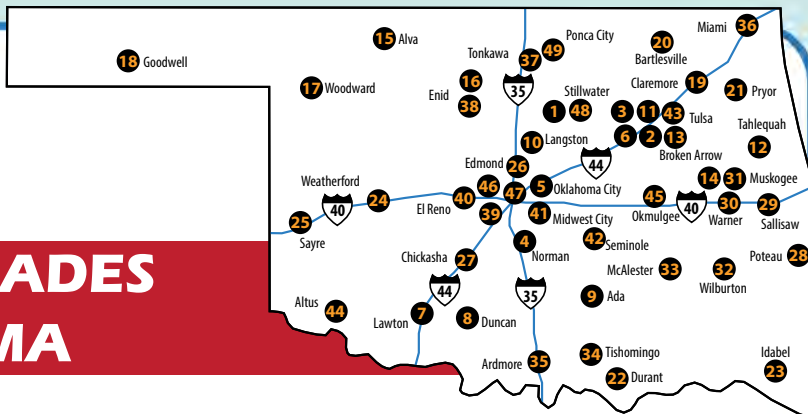 36
Miami
15
Alva
Ponca City
49
20
Tonkawa
37
Bartlesville
18
Goodwell
16
Claremore
19
17
Woodward
35
Stillwater
21
Pryor
Enid
38
1
48
3
11
43
Tulsa
Tahlequah
10
Langston
6
2
13
12
Broken Arrow
Edmond
26
44
Weatherford
46
47
5
Oklahoma City
14
31
Muskogee
24
40
El Reno
40
45
40
30
29
25
39
41
Midwest City
Okmulgee
Warner
Sallisaw
Sayre
4
42
Seminole
Norman
Poteau
28
Chickasha
27
McAlester
33
32
Wilburton
ADES
44
35
9
Ada
Altus
44
Lawton
7
8
Duncan
MA
34
Tishomingo
Idabel
Ardmore
35
23
22
Durant